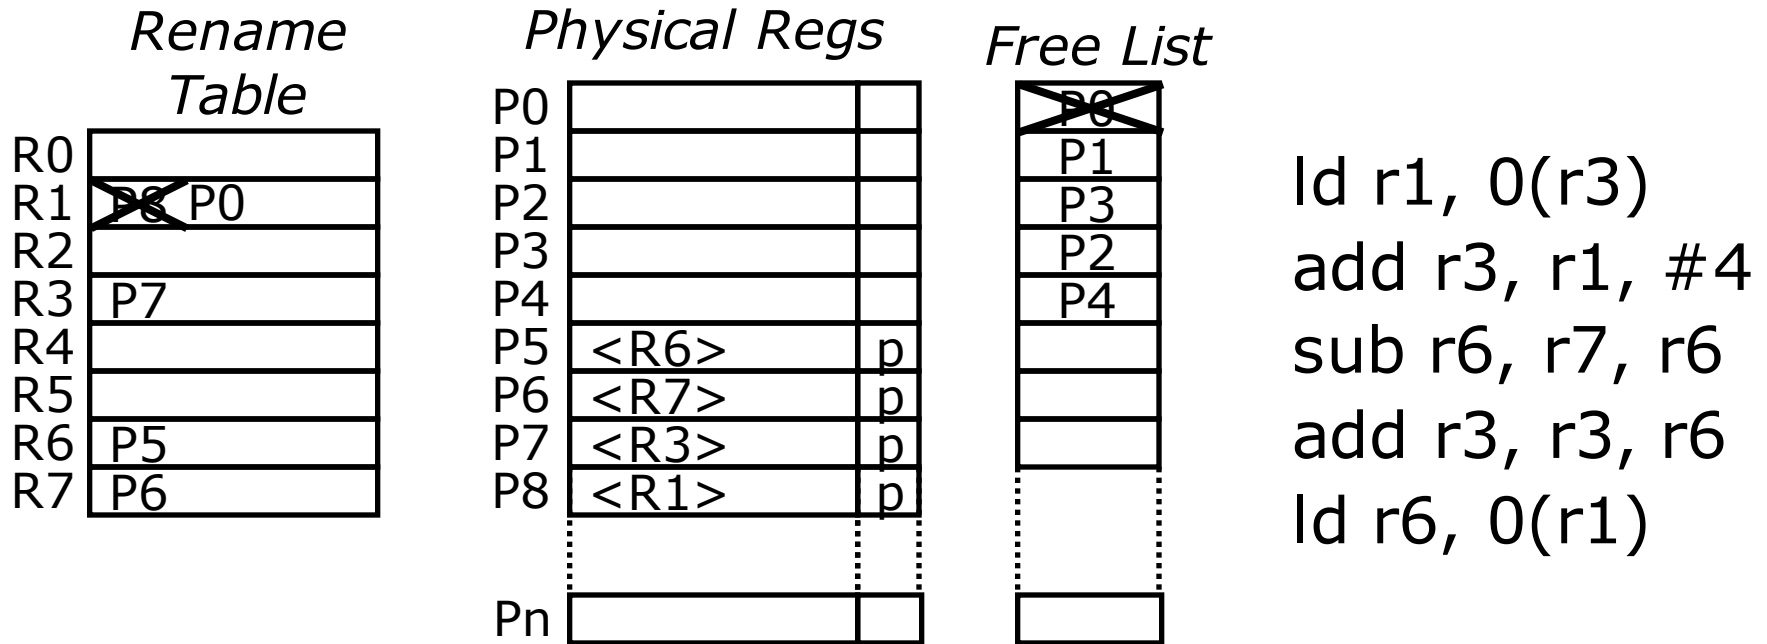 Rename
Table
R0
R1 P8 P0
R2
R3 P7
R4
R5
R6 P5
R7 P6
Physical Regs
P0
P1
P2
P3
P4
P5 <R6> p
P6 <R7> p
P7 <R3> p
P8 <R1> p
Pn
Free List
P0
P1
P3
P2
P4
ld r1, 0(r3)
add r3, r1, #4
sub r6, r7, r6
add r3, r3, r6
ld r6, 0(r1)